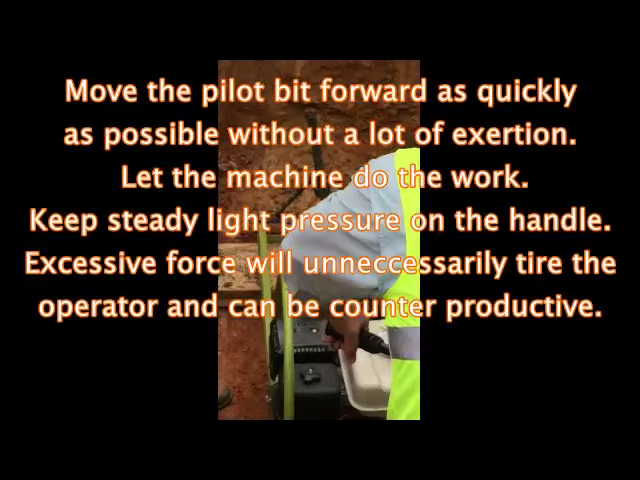 Move the pilot bit forward as quickly
as possible without a lot of exertion.
Let the machine do the work.
Keep steady light pressure on the handle.
Excessive force will unneccessarily tire the
operator and can be counter productive.